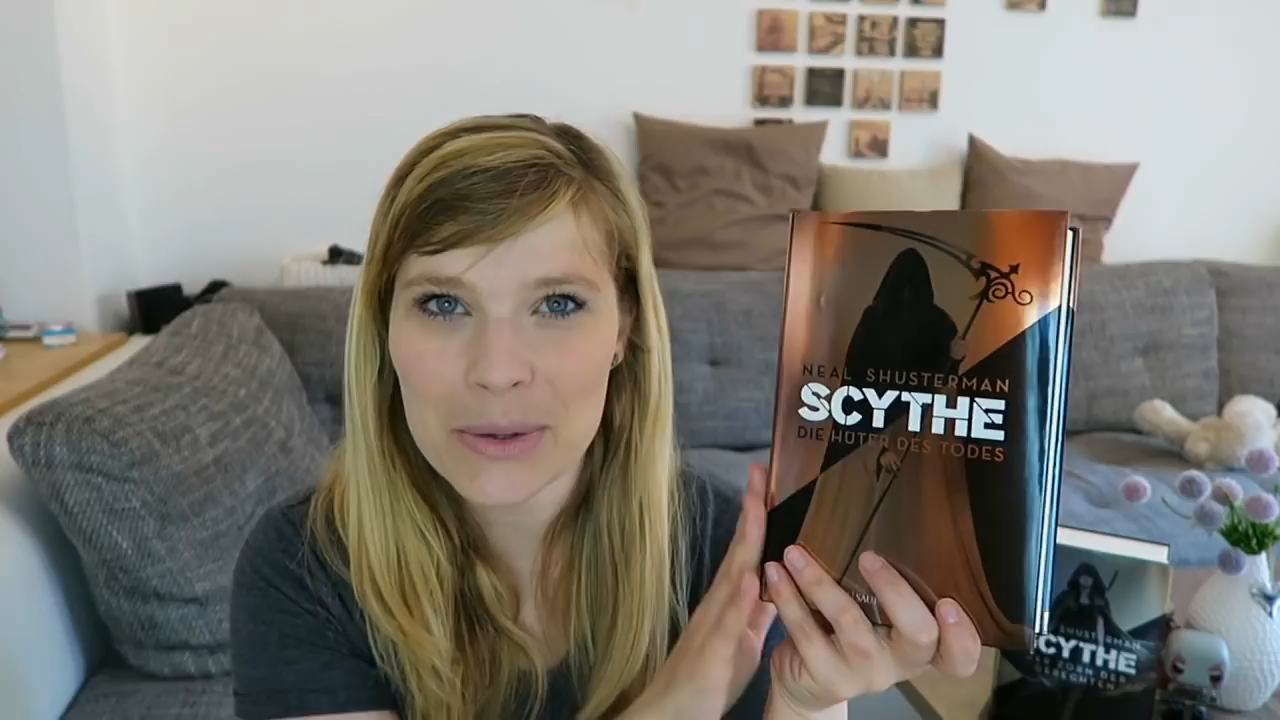 NEAL SHUSTERMAN
SCYTHE
DIE HÜTER DES TODES
SHUSTERMAN
SCYTHE